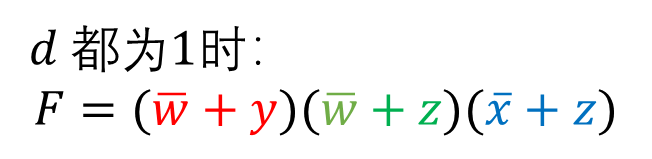 d 都为1时：
F = (w̅ + y)(w̅ + z)(x̅ + z)